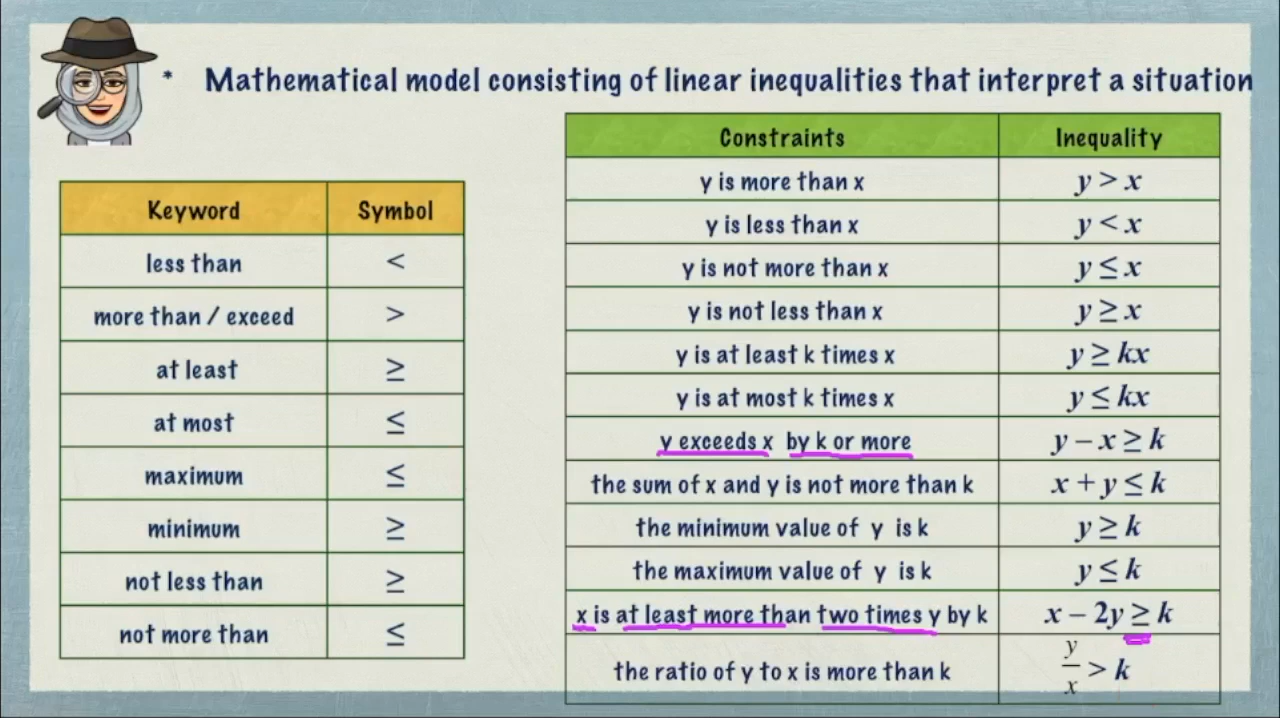 * Mathematical model consisting of linear inequalities that interpret a situation
Keyword Symbol
less than <
more than / exceed >
at least ≥
at most ≤
maximum ≤
minimum ≥
not less than ≥
not more than ≤
Constraints Inequality
y is more than x y > x
y is less than x y < x
y is not more than x y ≤ x
y is not less than x y ≥ x
y is at least k times x y ≥ kx
y is at most k times x y ≤ kx
y exceeds x by k or more y − x ≥ k
the sum of x and y is not more than k x + y ≤ k
the minimum value of y is k y ≥ k
the maximum value of y is k y ≤ k
x is at least more than two times y by k x − 2y ≥ k
the ratio of y to x is more than k y/x > k